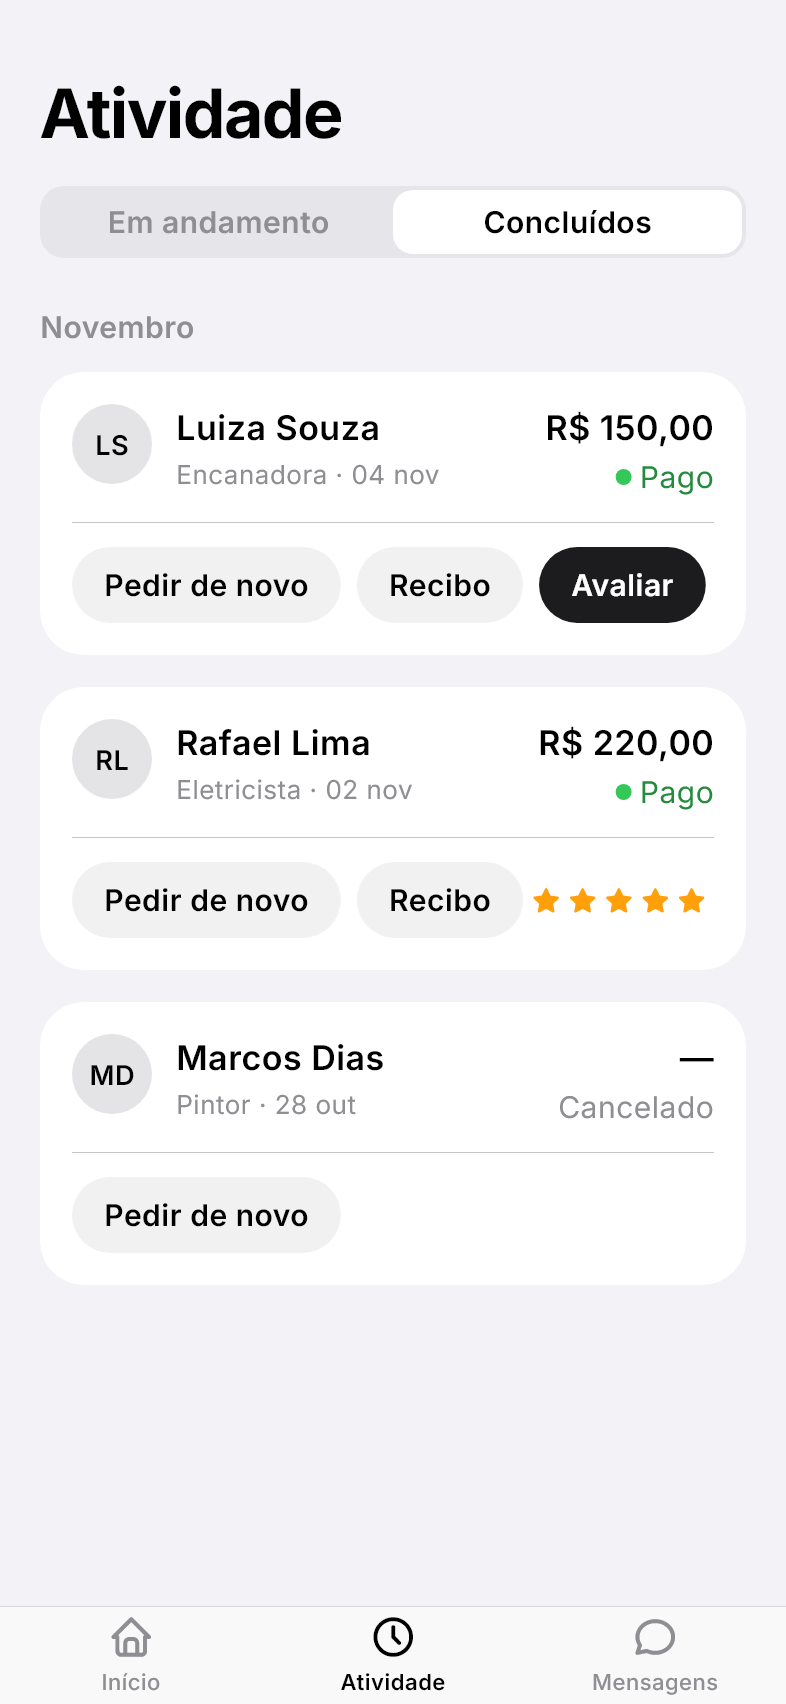 Atividade
Em andamento Concluídos
Novembro
LS Luiza Souza R$ 150,00
Encanadora · 04 nov Pago
Pedir de novo Recibo Avaliar
RL Rafael Lima R$ 220,00
Eletricista · 02 nov Pago
Pedir de novo Recibo
MD Marcos Dias —
Pintor · 28 out Cancelado
Pedir de novo
Início Atividade Mensagens